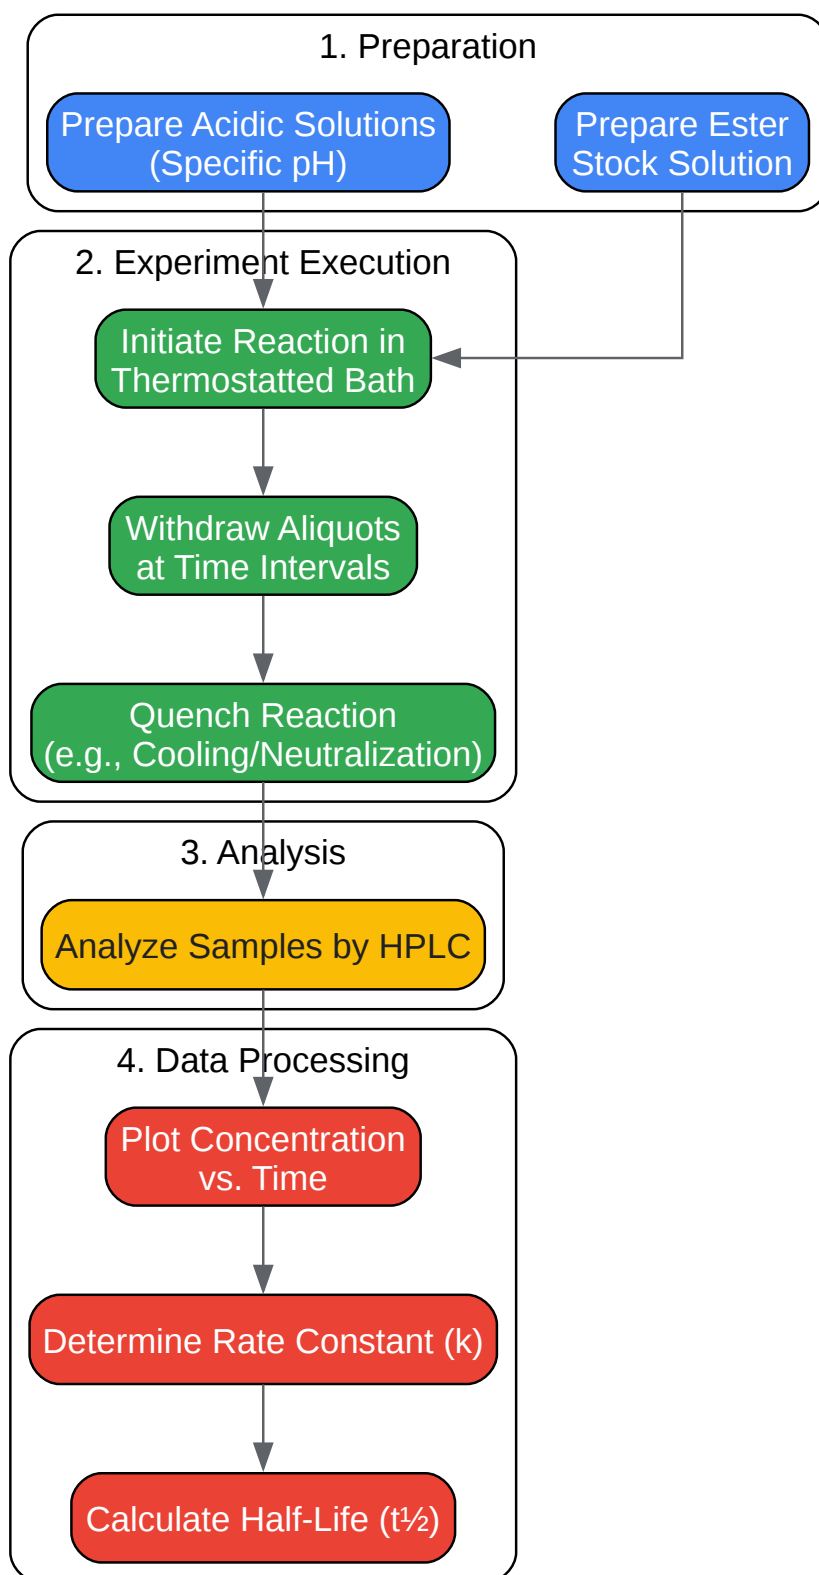 1. Preparation
Prepare Acidic Solutions
(Specific pH)
Prepare Ester
Stock Solution
2. Experiment Execution
Initiate Reaction in
Thermostatted Bath
Withdraw Aliquots
at Time Intervals
Quench Reaction
(e.g., Cooling/Neutralization)
3. Analysis
Analyze Samples by HPLC
4. Data Processing
Plot Concentration
vs. Time
Determine Rate Constant (k)
Calculate Half-Life (t½)